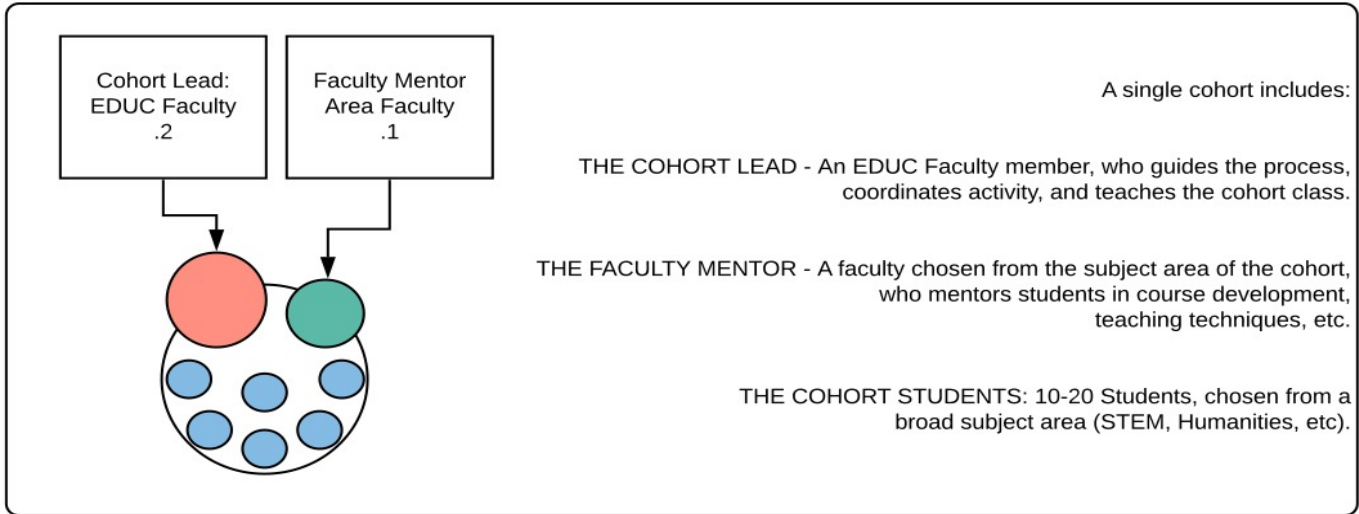 Cohort Lead:
EDUC Faculty
.2
Faculty Mentor
Area Faculty
.1
A single cohort includes:
THE COHORT LEAD - An EDUC Faculty member, who guides the process,
coordinates activity, and teaches the cohort class.
THE FACULTY MENTOR - A faculty chosen from the subject area of the cohort,
who mentors students in course development,
teaching techniques, etc.
THE COHORT STUDENTS: 10-20 Students, chosen from a
broad subject area (STEM, Humanities, etc).